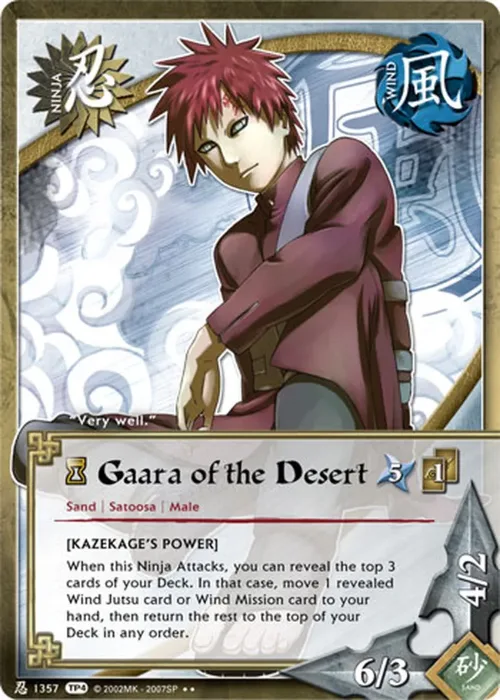 NINJA
忍
WIND
風
"Very well."
Gaara of the Desert 5 1
Sand | Satoosa | Male
[KAZEKAGE'S POWER]
When this Ninja Attacks, you can reveal the top 3
cards of your Deck. In that case, move 1 revealed
Wind Jutsu card or Wind Mission card to your
hand, then return the rest to the top of your
Deck in any order.
4/2
6/3
砂
SAND
忍 1357 TP4 © 2002MK - 2007SP ••